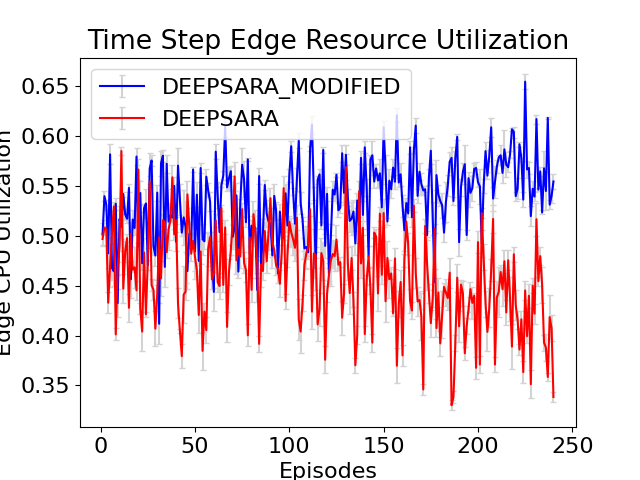 Time Step Edge Resource Utilization
DEEPSARA_MODIFIED
DEEPSARA
Edge CPU Utilization
0.65
0.60
0.55
0.50
0.45
0.40
0.35
0
50
100
150
200
250
Episodes